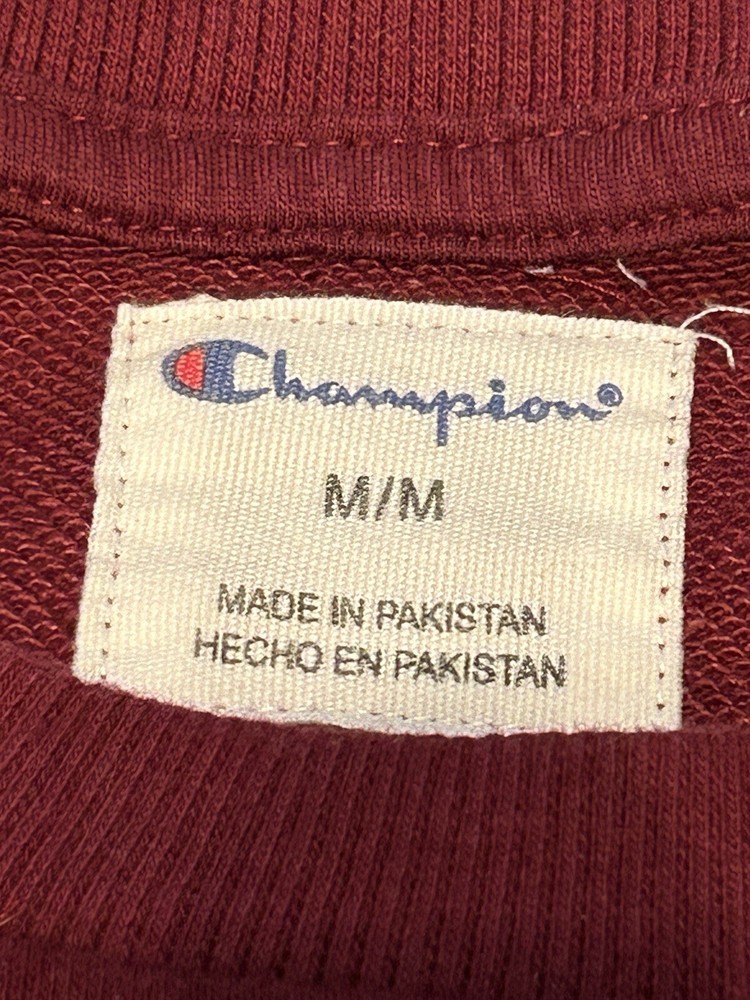 Champion®
M/M
MADE IN PAKISTAN
HECHO EN PAKISTAN